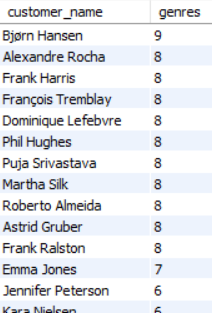 customer_name genres
Bjørn Hansen 9
Alexandre Rocha 8
Frank Harris 8
François Tremblay 8
Dominique Lefebvre 8
Phil Hughes 8
Puja Srivastava 8
Martha Silk 8
Roberto Almeida 8
Astrid Gruber 8
Frank Ralston 8
Emma Jones 7
Jennifer Peterson 6
Kara Nielsen 6